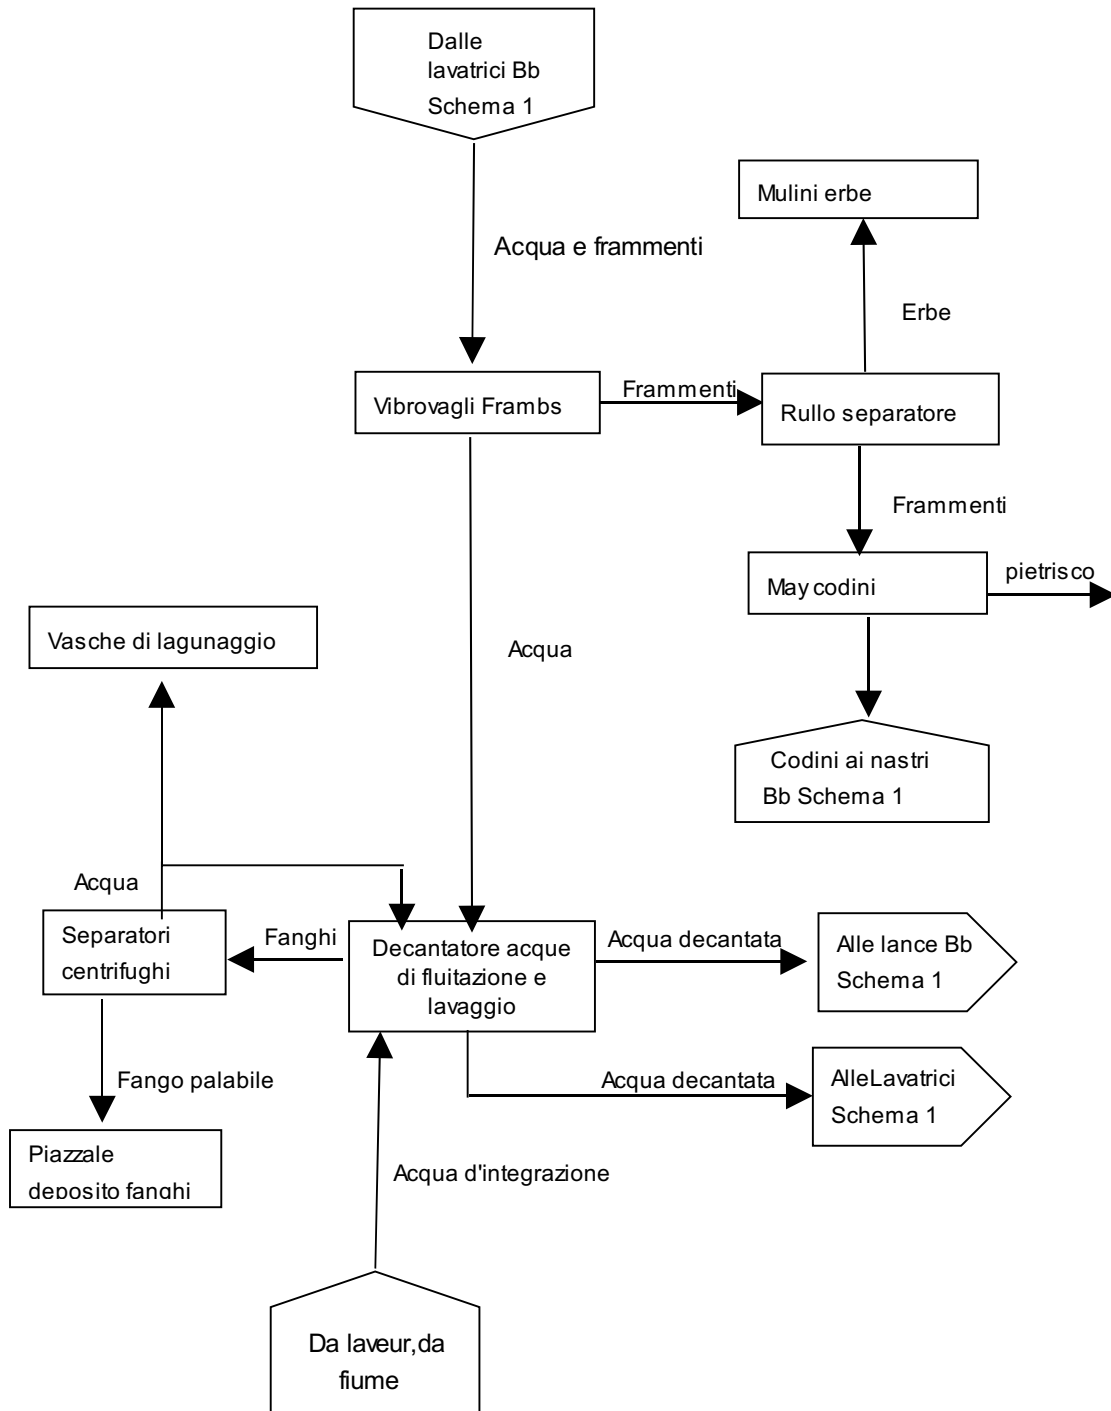 Dalle
lavatrici Bb
Schema 1
Mulini erbe
Acqua e frammenti
Erbe
Vibrovagli Frambs
Frammenti
Rullo separatore
Frammenti
May codini
pietrisco
Vasche di lagunaggio
Acqua
Codini ai nastri
Bb Schema 1
Acqua
Separatori
centrifughi
Fanghi
Decantatore acque
di fluitazione e
lavaggio
Acqua decantata
Alle lance Bb
Schema 1
Fango palabile
Acqua decantata
AlleLavatrici
Schema 1
Piazzale
deposito fanghi
Acqua d'integrazione
Da laveur,da
fiume